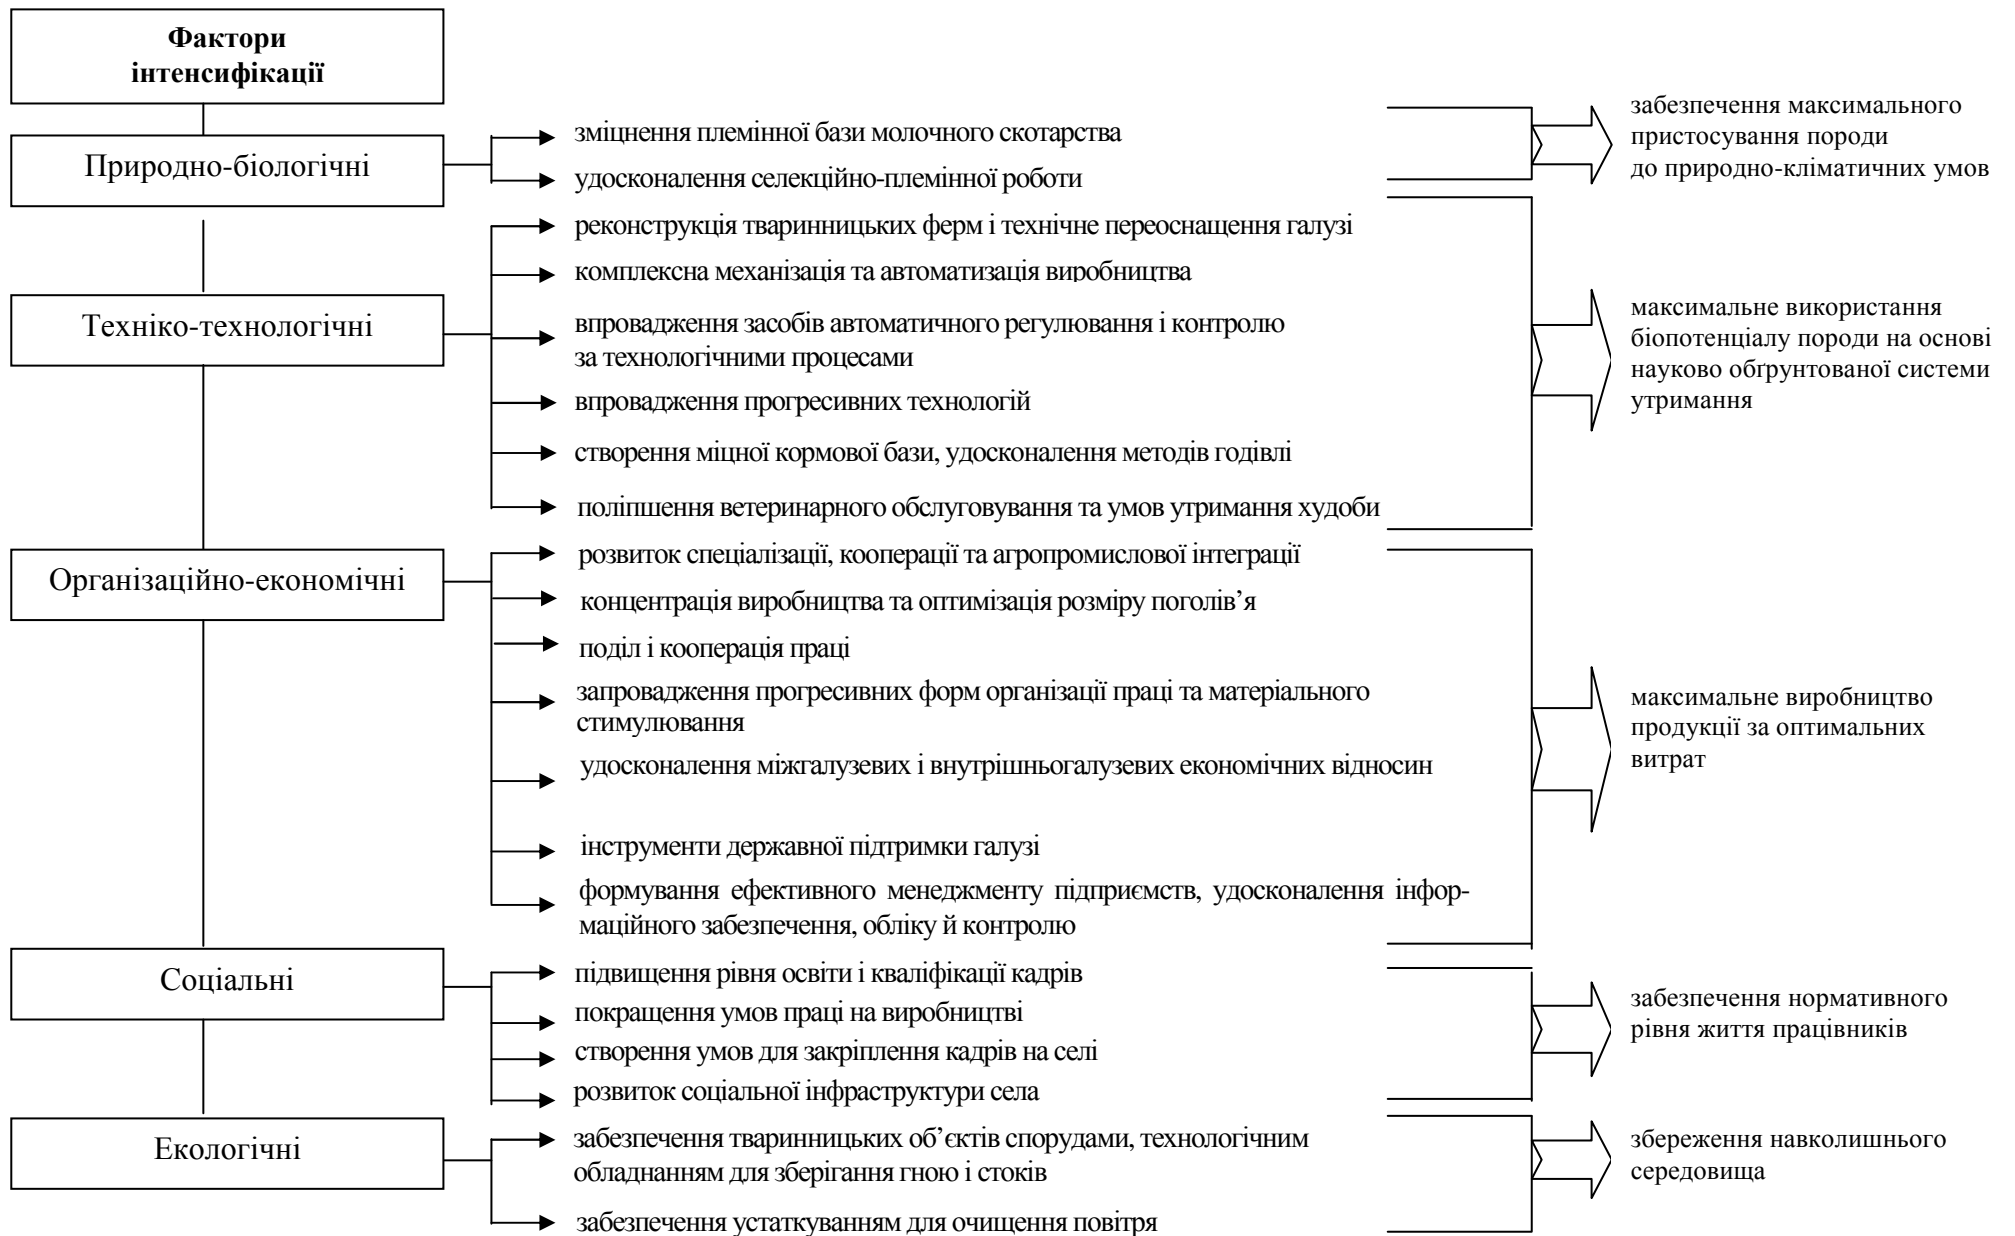 Фактори
інтенсифікації
Природно-біологічні
зміцнення племінної бази молочного скотарства
удосконалення селекційно-племінної роботи
забезпечення максимального
пристосування породи
до природно-кліматичних умов
Техніко-технологічні
реконструкція тваринницьких ферм і технічне переоснащення галузі
комплексна механізація та автоматизація виробництва
впровадження засобів автоматичного регулювання і контролю
за технологічними процесами
впровадження прогресивних технологій
створення міцної кормової бази, удосконалення методів годівлі
поліпшення ветеринарного обслуговування та умов утримання худоби
максимальне використання
біопотенціалу породи на основі
науково обґрунтованої системи
утримання
Організаційно-економічні
розвиток спеціалізації, кооперації та агропромислової інтеграції
концентрація виробництва та оптимізація розміру поголів’я
поділ і кооперація праці
запровадження прогресивних форм організації праці та матеріального
стимулювання
удосконалення міжгалузевих і внутрішньогалузевих економічних відносин
інструменти державної підтримки галузі
формування ефективного менеджменту підприємств, удосконалення інфор-
маційного забезпечення, обліку й контролю
максимальне виробництво
продукції за оптимальних
витрат
Соціальні
підвищення рівня освіти і кваліфікації кадрів
покращення умов праці на виробництві
створення умов для закріплення кадрів на селі
розвиток соціальної інфраструктури села
забезпечення нормативного
рівня життя працівників
Екологічні
забезпечення тваринницьких об’єктів спорудами, технологічним
обладнанням для зберігання гною і стоків
забезпечення устаткуванням для очищення повітря
збереження навколишнього
середовища